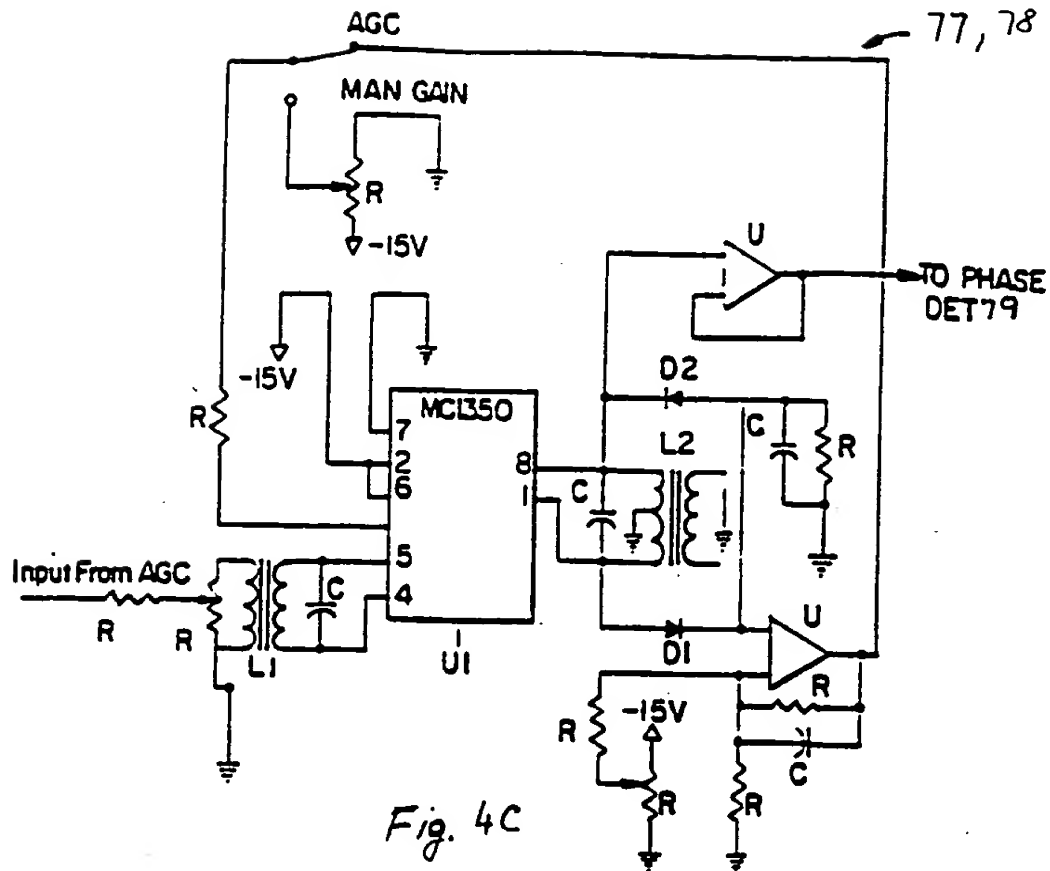 AGC
77, 78
MAN GAIN
R
-15V
U
TO PHASE
DET79
-15V
D2
R
MC1350
7
C
R
2
8
L2
6
C
1
5
Input From AGC
C
4
U
R
R
L1
U1
D1
R
-15V
R
C
R
R
Fig. 4C